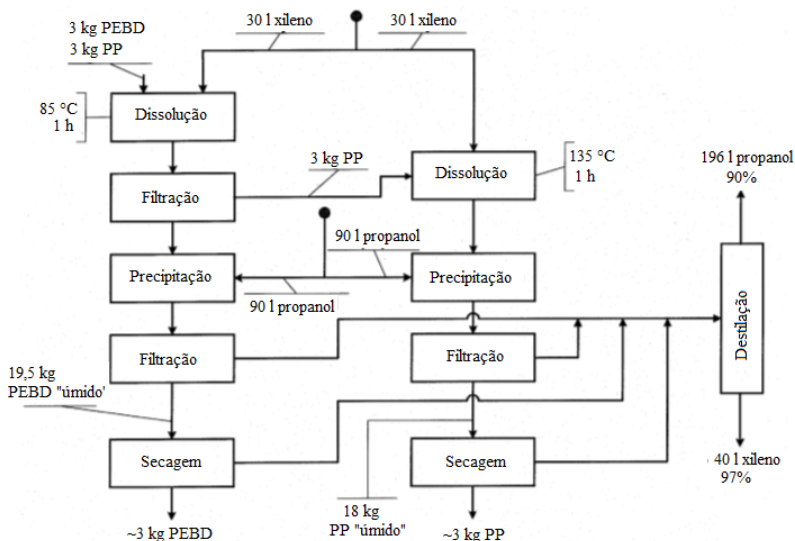 3 kg PEBD
3 kg PP
30 l xileno
30 l xileno
85 °C
1 h
Dissolução
3 kg PP
Dissolução
135 °C
1 h
196 l propanol
90%
Filtração
90 l propanol
Precipitação
90 l propanol
Precipitação
Destilação
Filtração
Filtração
19,5 kg
PEBD "úmido'
Secagem
Secagem
40 l xileno
97%
18 kg
PP "úmido"
~3 kg PEBD
~3 kg PP